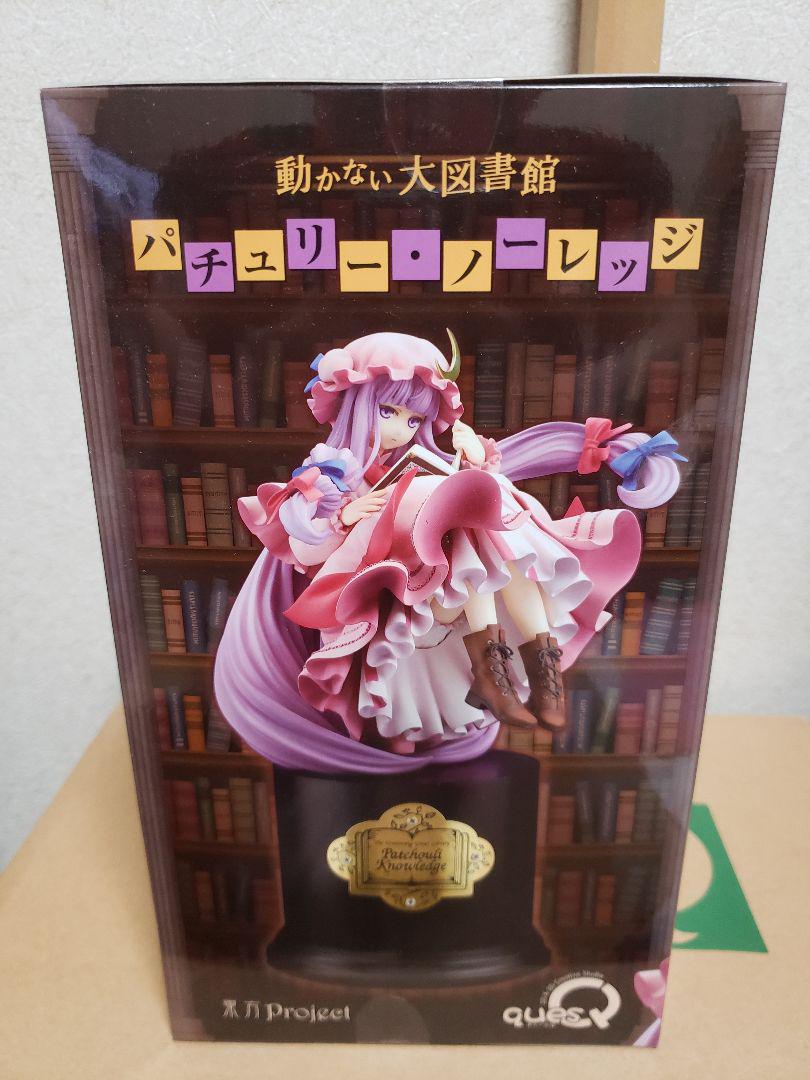 動かない大図書館
パチュリー・ノーレッジ
Patchouli
Knowledge
東方Project
quesQ